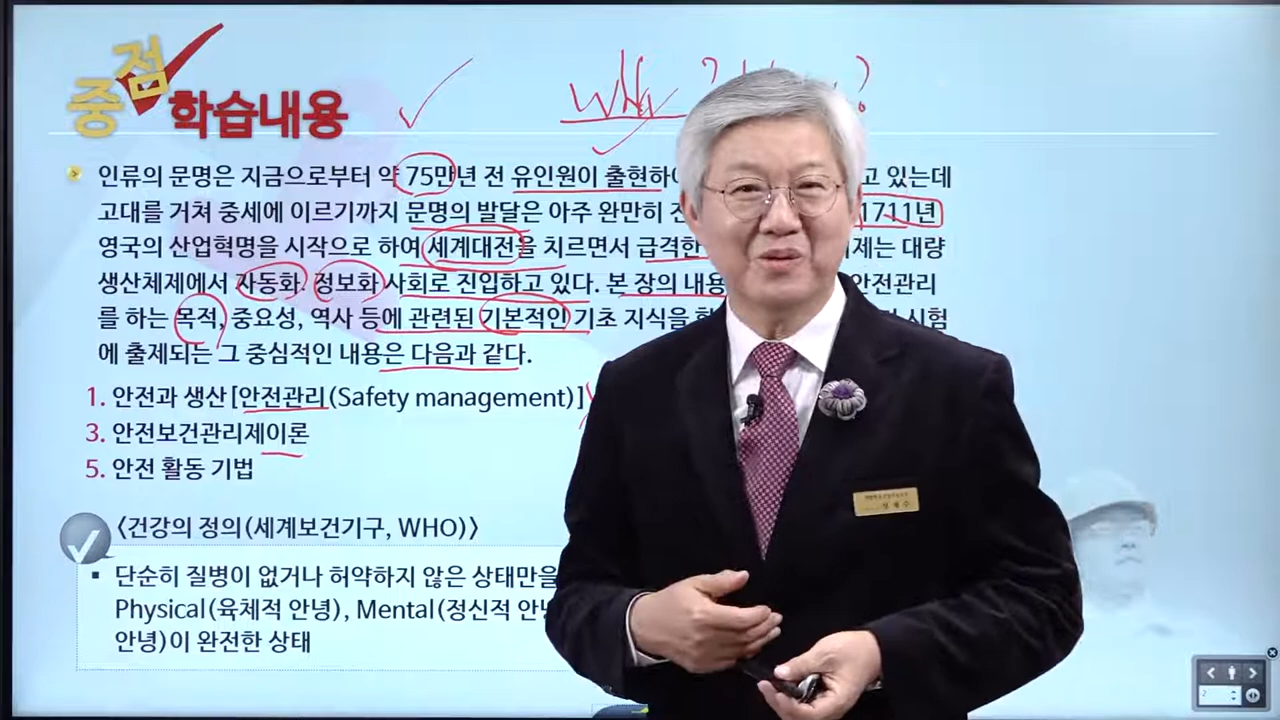 중점
학습내용
why ?
인류의 문명은 지금으로부터 약 75만년 전 유인원이 출현하 고 있는데
고대를 거쳐 중세에 이르기까지 문명의 발달은 아주 완만히 1711년
영국의 산업혁명을 시작으로 하여 세계대전을 치르면서 급격한 제는 대량
생산체제에서 자동화. 정보화 사회로 진입하고 있다. 본 장의 내용 안전관리
를 하는 목적, 중요성, 역사 등에 관련된 기본적인 기초 지식을 시험
에 출제되는 그 중심적인 내용은 다음과 같다.
1. 안전과 생산[안전관리(Safety management)]
3. 안전보건관리제이론
5. 안전 활동 기법
〈건강의 정의(세계보건기구, WHO)〉
▪ 단순히 질병이 없거나 허약하지 않은 상태만을
Physical(육체적 안녕), Mental(정신적
안녕)이 완전한 상태
2